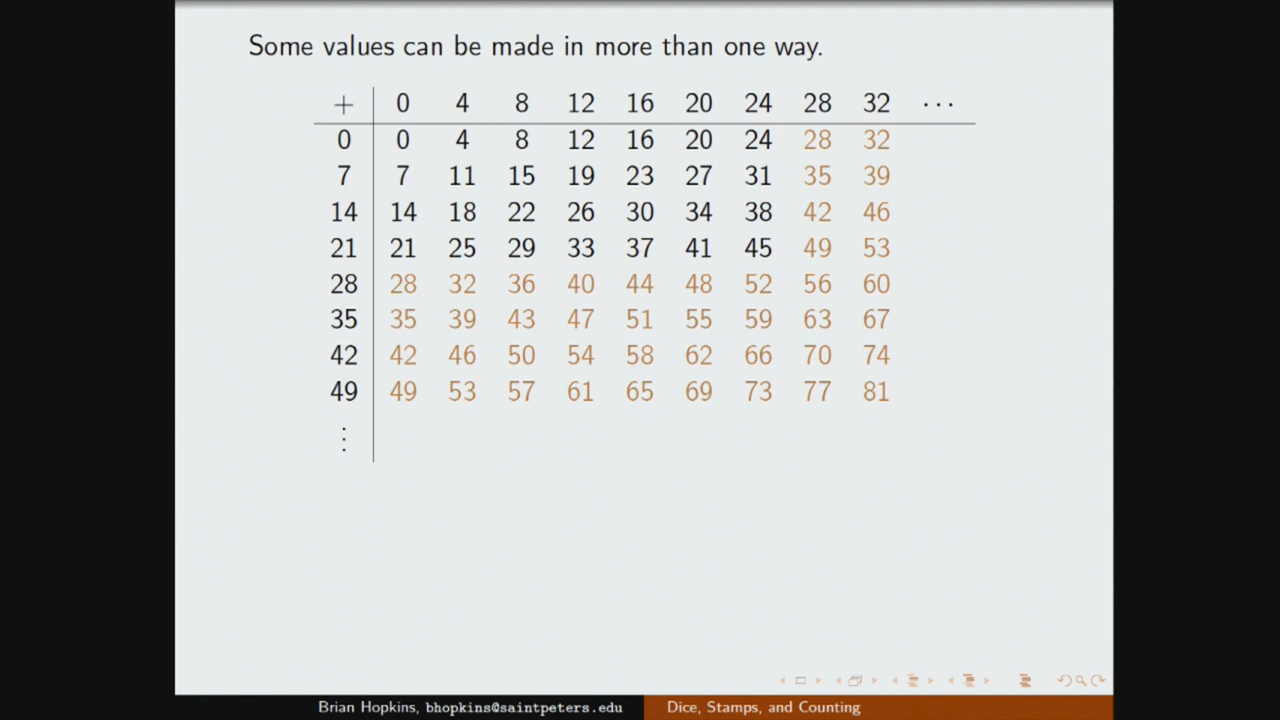 Some values can be made in more than one way.
+ 0 4 8 12 16 20 24 28 32 ···
0 0 4 8 12 16 20 24 28 32
7 7 11 15 19 23 27 31 35 39
14 14 18 22 26 30 34 38 42 46
21 21 25 29 33 37 41 45 49 53
28 28 32 36 40 44 48 52 56 60
35 35 39 43 47 51 55 59 63 67
42 42 46 50 54 58 62 66 70 74
49 49 53 57 61 65 69 73 77 81
⋮
Brian Hopkins, bhopkins@saintpeters.edu Dice, Stamps, and Counting